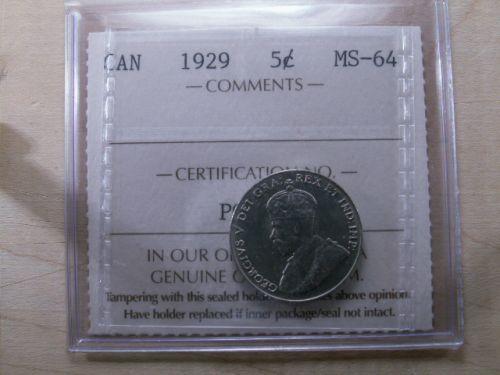 CAN 1929 5¢ MS-64
— COMMENTS —
— CERTIFICATION NO. —
GEORGIVS V DEI GRA: REX ET IND:IMP:
IN OUR
GENUINE
Tampering with this sealed above opinion.
Have holder replaced if inner package/seal not intact.